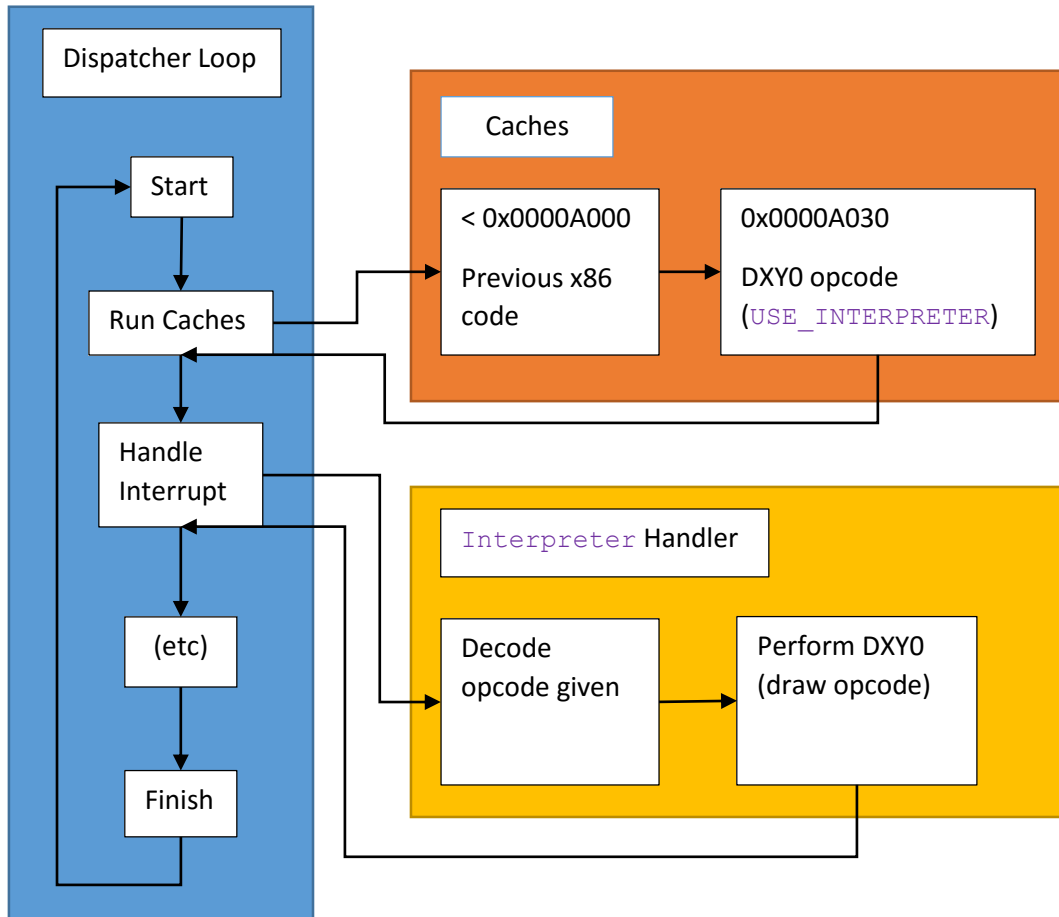 Dispatcher Loop
Start
Run Caches
Handle
Interrupt
(etc)
Finish
Caches
< 0x0000A000
Previous x86
code
0x0000A030
DXY0 opcode
(USE_INTERPRETER)
Interpreter Handler
Decode
opcode given
Perform DXY0
(draw opcode)